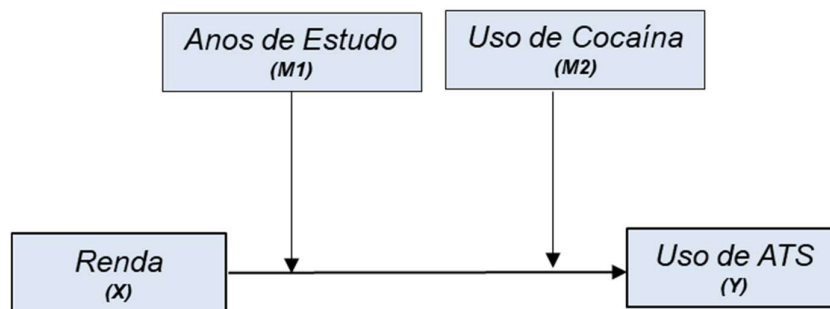 Anos de Estudo
(M1)
Uso de Cocaína
(M2)
Renda
(X)
Uso de ATS
(Y)